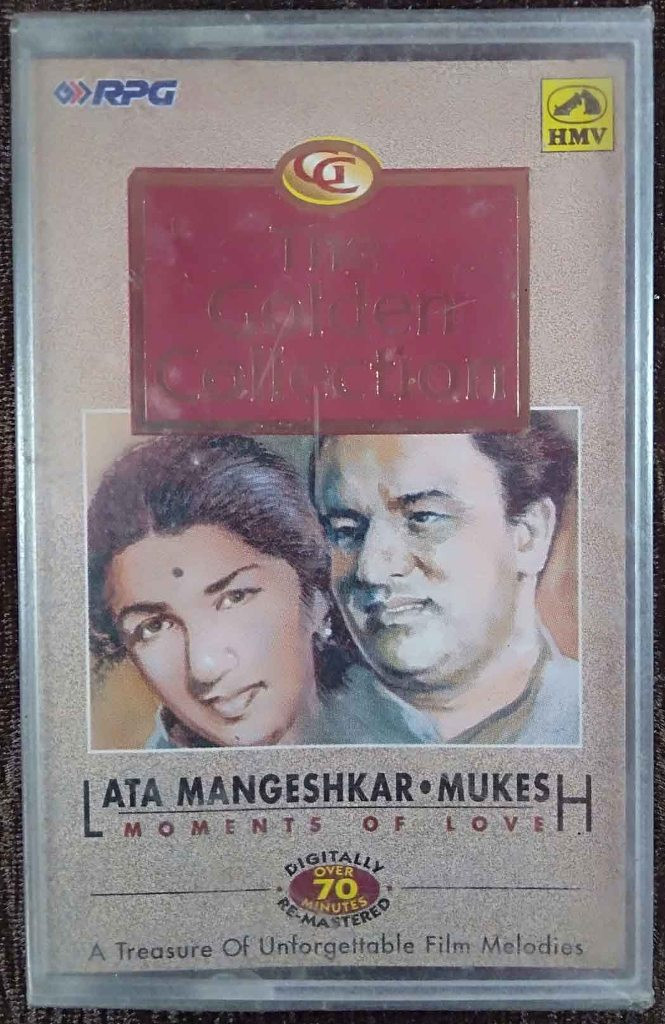 RPG
HMV
GC
The
Golden
Collection
LATA MANGESHKAR • MUKESH
MOMENTS OF LOVE
DIGITALLY
OVER
70
MINUTES
RE-MASTERED
A Treasure Of Unforgettable Film Melodies